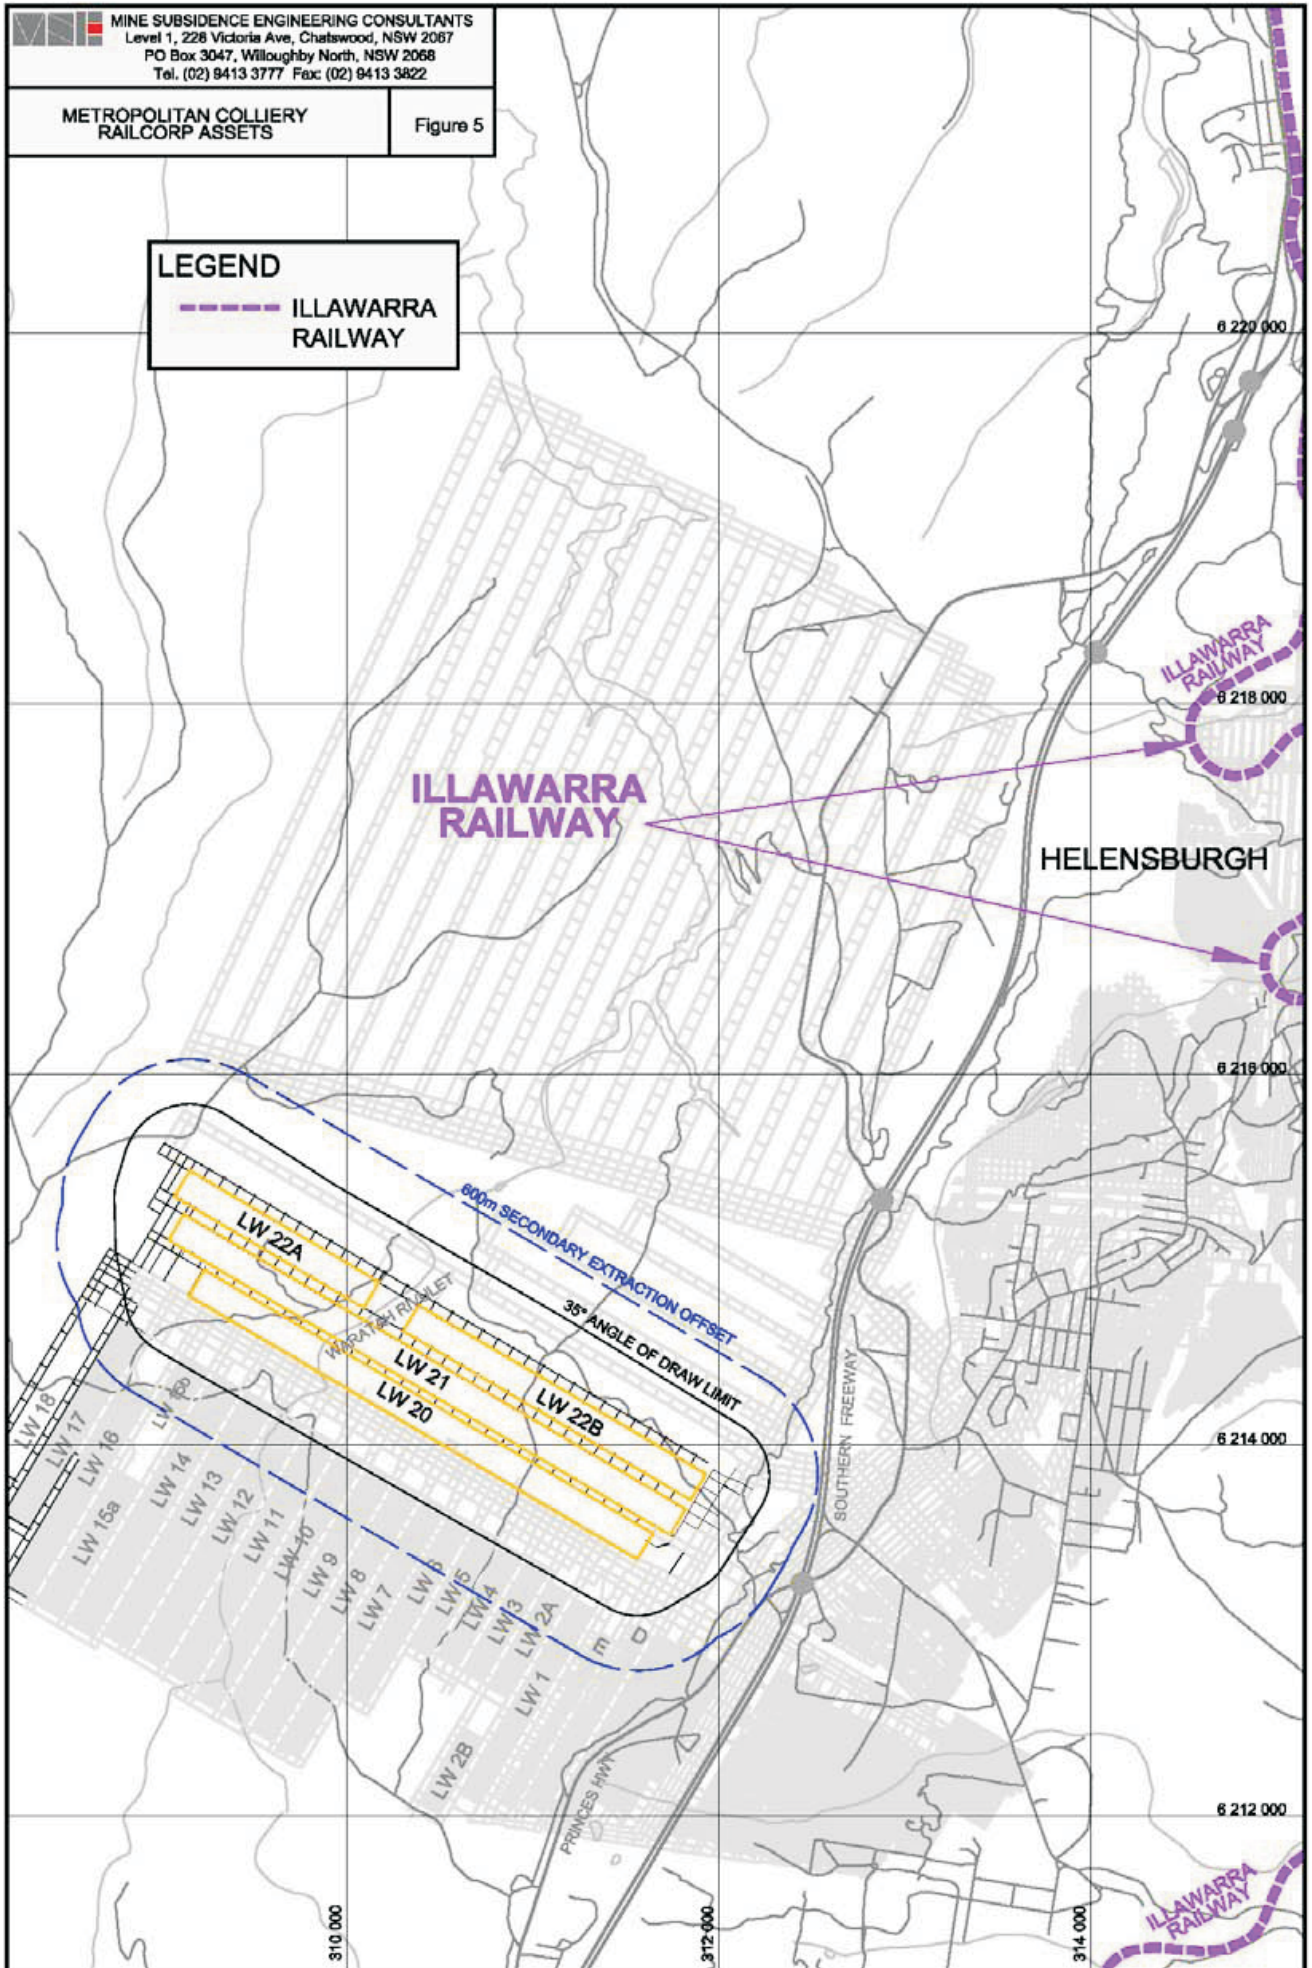 MINE SUBSIDENCE ENGINEERING CONSULTANTS
Level 1, 228 Victoria Ave, Chatswood, NSW 2067
PO Box 3047, Willoughby North, NSW 2068
Tel. (02) 9413 3777 Fax: (02) 9413 3822
METROPOLITAN COLLIERY
RAILCORP ASSETS
Figure 5
LEGEND
ILLAWARRA
RAILWAY
6 220 000
ILLAWARRA
RAILWAY
6 218 000
ILLAWARRA
RAILWAY
HELENSBURGH
6 216 000
600m SECONDARY EXTRACTION OFFSET
35° ANGLE OF DRAW LIMIT
LW 22A
WARATAH RIVULET
LW 21
LW 20
LW 22B
SOUTHERN FREEWAY
6 214 000
LW 18
LW 17
LW 16
LW 15b
LW 15a
LW 14
LW 13
LW 12
LW 11
LW 10
LW 9
LW 8
LW 7
LW 6
LW 5
LW 4
LW 3
LW 2A
LW 1
E
D
LW 2B
PRINCES HWY
6 212 000
ILLAWARRA
RAILWAY
310 000
312 000
314 000